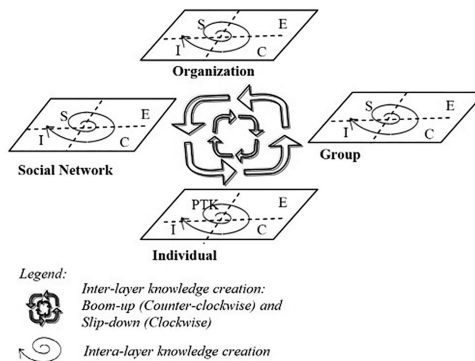 S E
I C
Organization
S E
I C
Social Network
S E
I C
Group
PTK E
I C
Individual
Legend:
Inter-layer knowledge creation:
Boom-up (Counter-clockwise) and
Slip-down (Clockwise)
Intera-layer knowledge creation